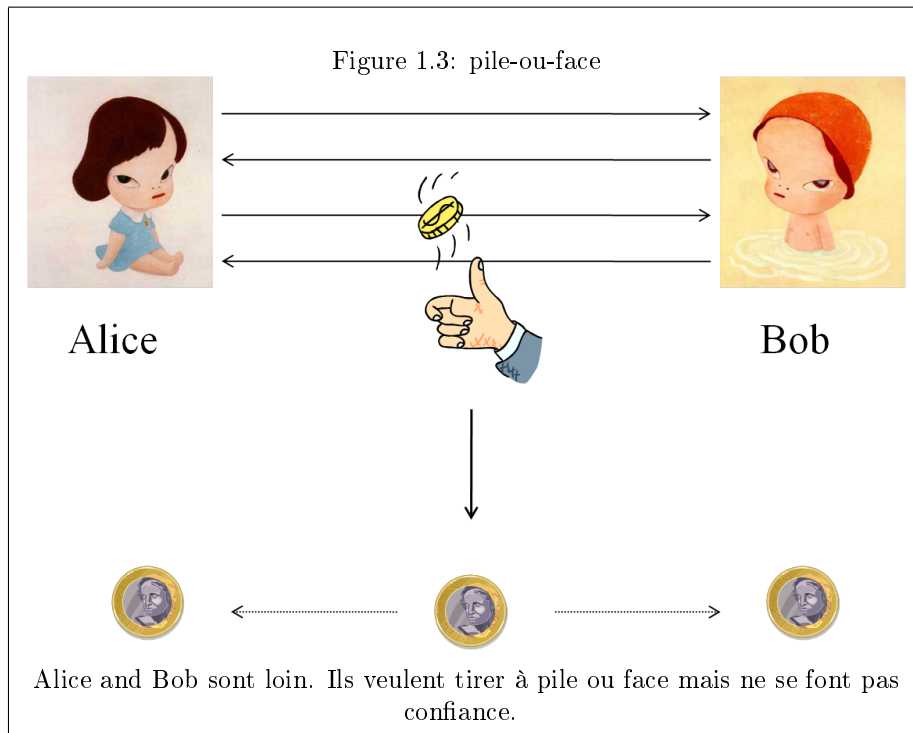 Figure 1.3: pile-ou-face
Alice
Bob
Alice and Bob sont loin. Ils veulent tirer à pile ou face mais ne se font pas
confiance.